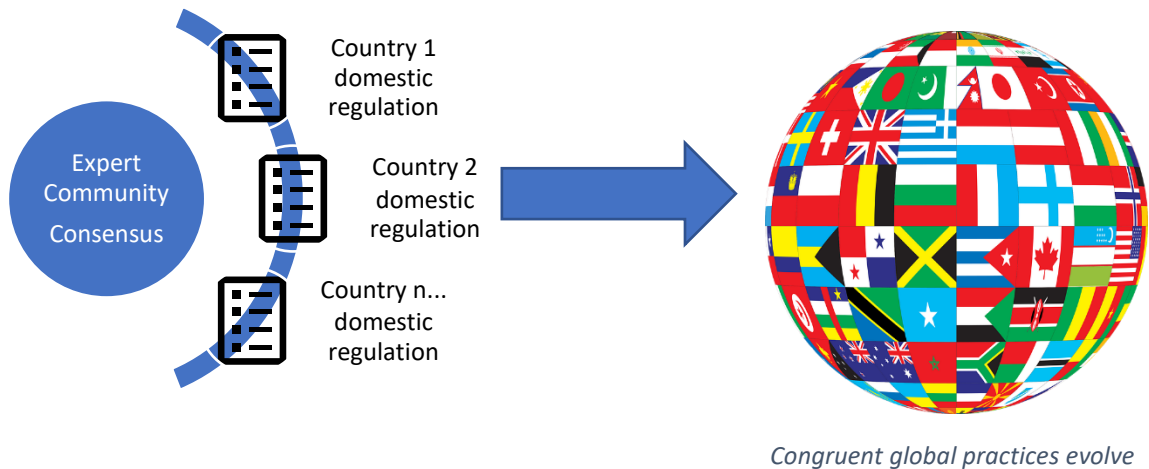 Expert
Community
Consensus
Country 1
domestic
regulation
Country 2
domestic
regulation
Country n...
domestic
regulation
Congruent global practices evolve